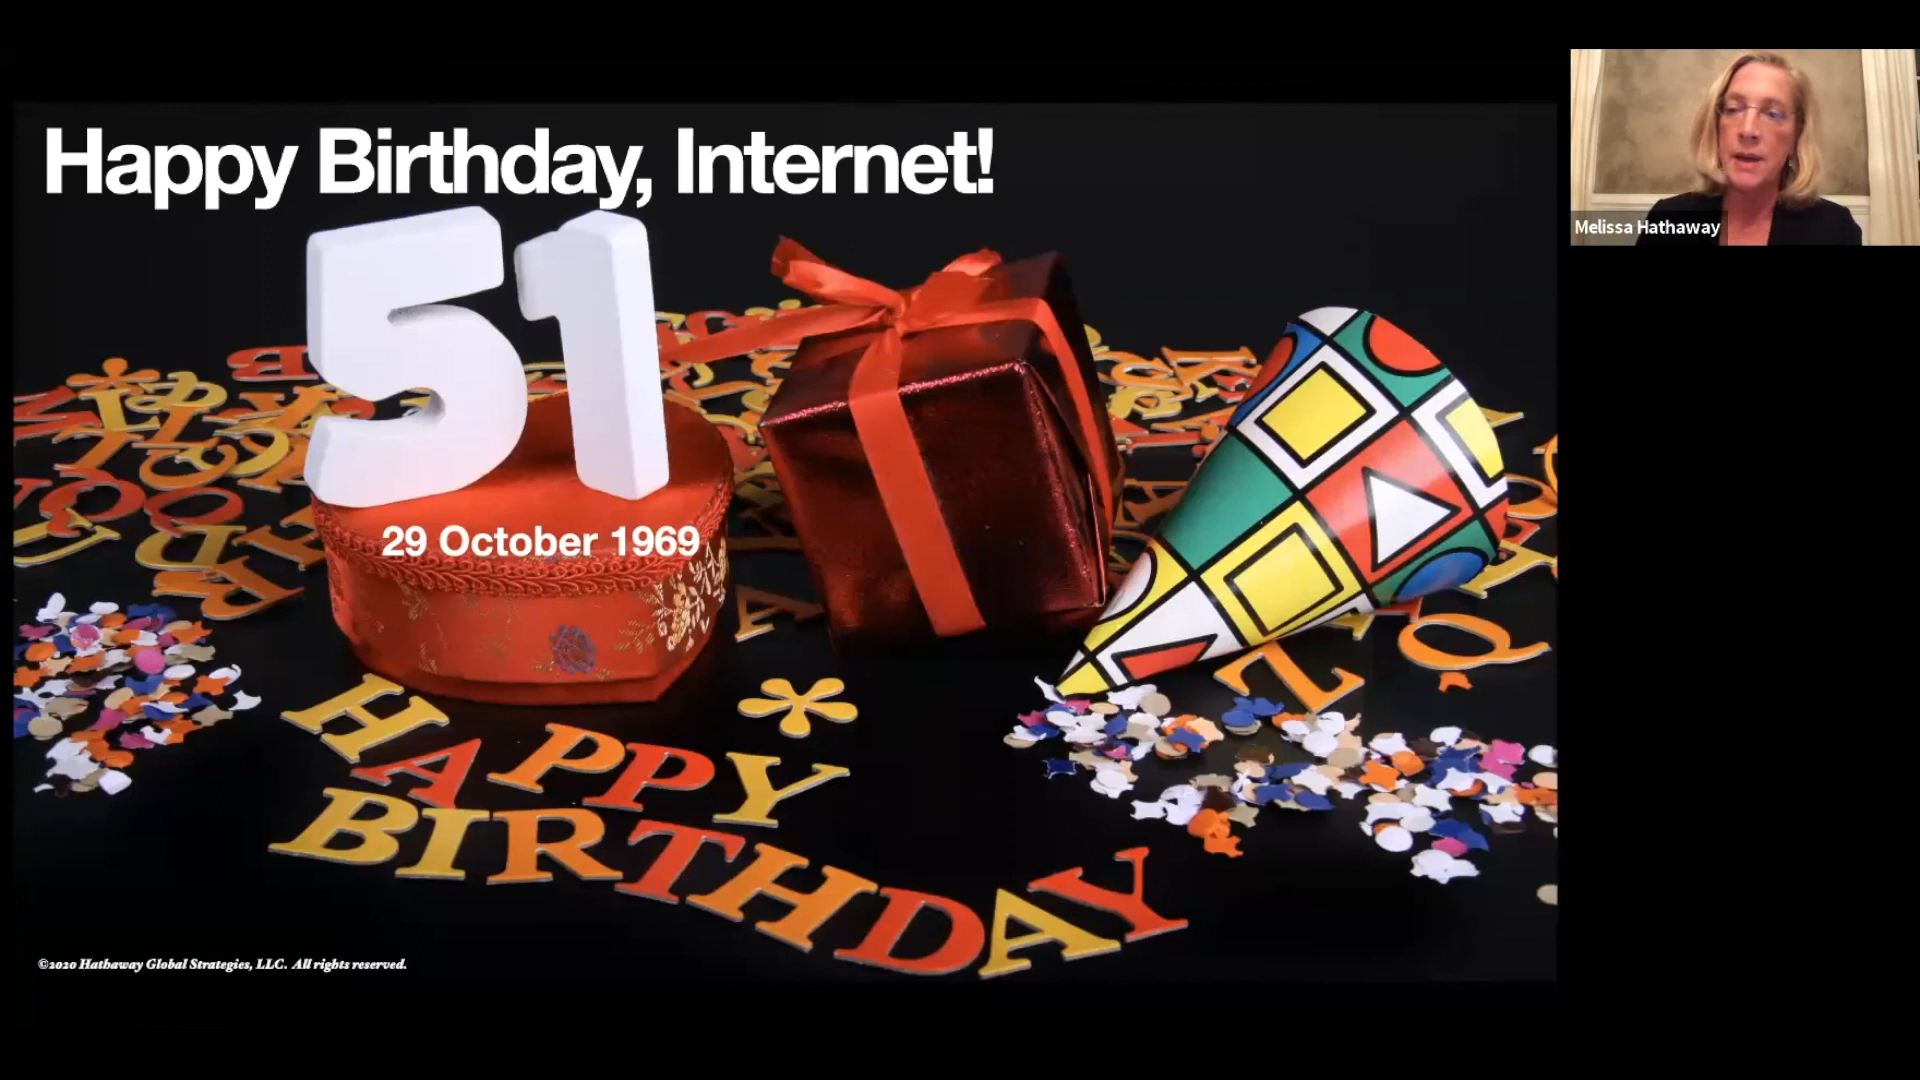 Happy Birthday, Internet!
Melissa Hathaway
51
29 October 1969
HAPPY
BIRTHDAY
©2020 Hathaway Global Strategies, LLC. All rights reserved.